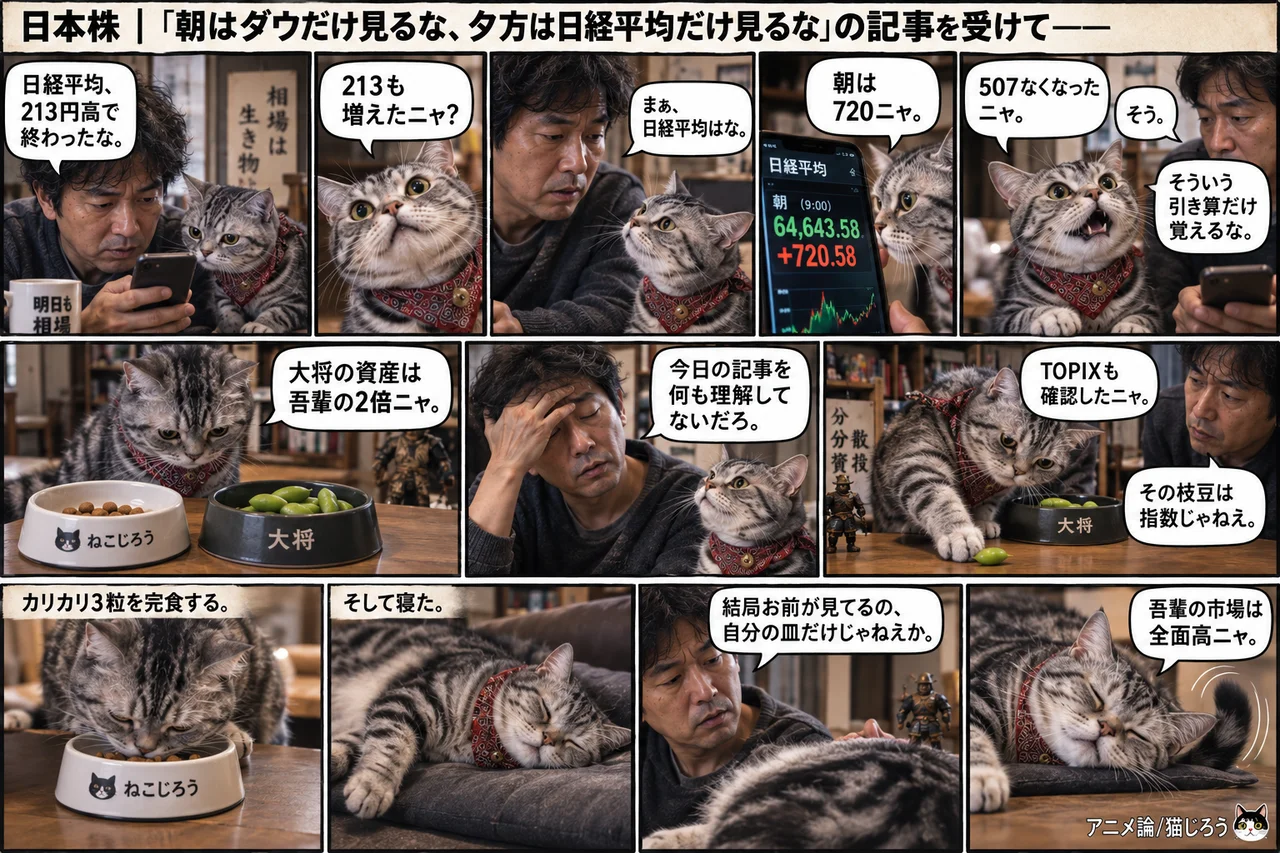 日本株｜「朝はダウだけ見るな、夕方は日経平均だけ見るな」の記事を受けて――
日経平均、
213円高で
終わったな。
相場は
生き物
明日も
相場
213も
増えたニャ?
まぁ、
日経平均はな。
朝は
720ニャ。
日経平均
朝 (9:00)
64,643.58
+720.58
507なくなった
ニャ。
そう。
そういう
引き算だけ
覚えるな。
大将の資産は
吾輩の2倍ニャ。
ねこじろう
大将
今日の記事を
何も理解して
ないだろ。
TOPIXも
確認したニャ。
分散投
分資
大将
その枝豆は
指数じゃねえ。
カリカリ3粒を完食する。
ねこじろう
そして寝た。
結局お前が見てるの、
自分の皿だけじゃねえか。
吾輩の市場は
全面高ニャ。
アニメ論/猫じろう